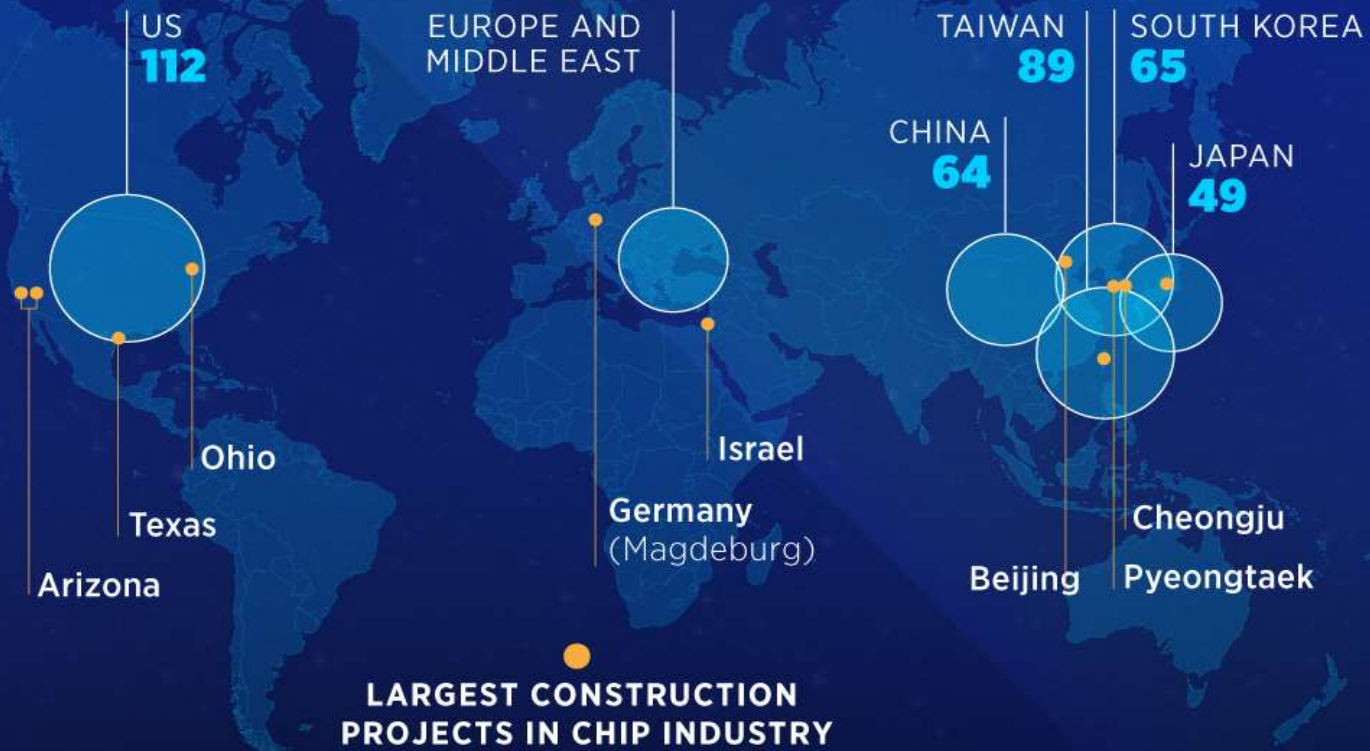 US
112
EUROPE AND
MIDDLE EAST
TAIWAN
89
SOUTH KOREA
65
CHINA
64
JAPAN
49
Ohio
Texas
Arizona
Israel
Germany
(Magdeburg)
Cheongju
Beijing
Pyeongtaek
LARGEST CONSTRUCTION
PROJECTS IN CHIP INDUSTRY